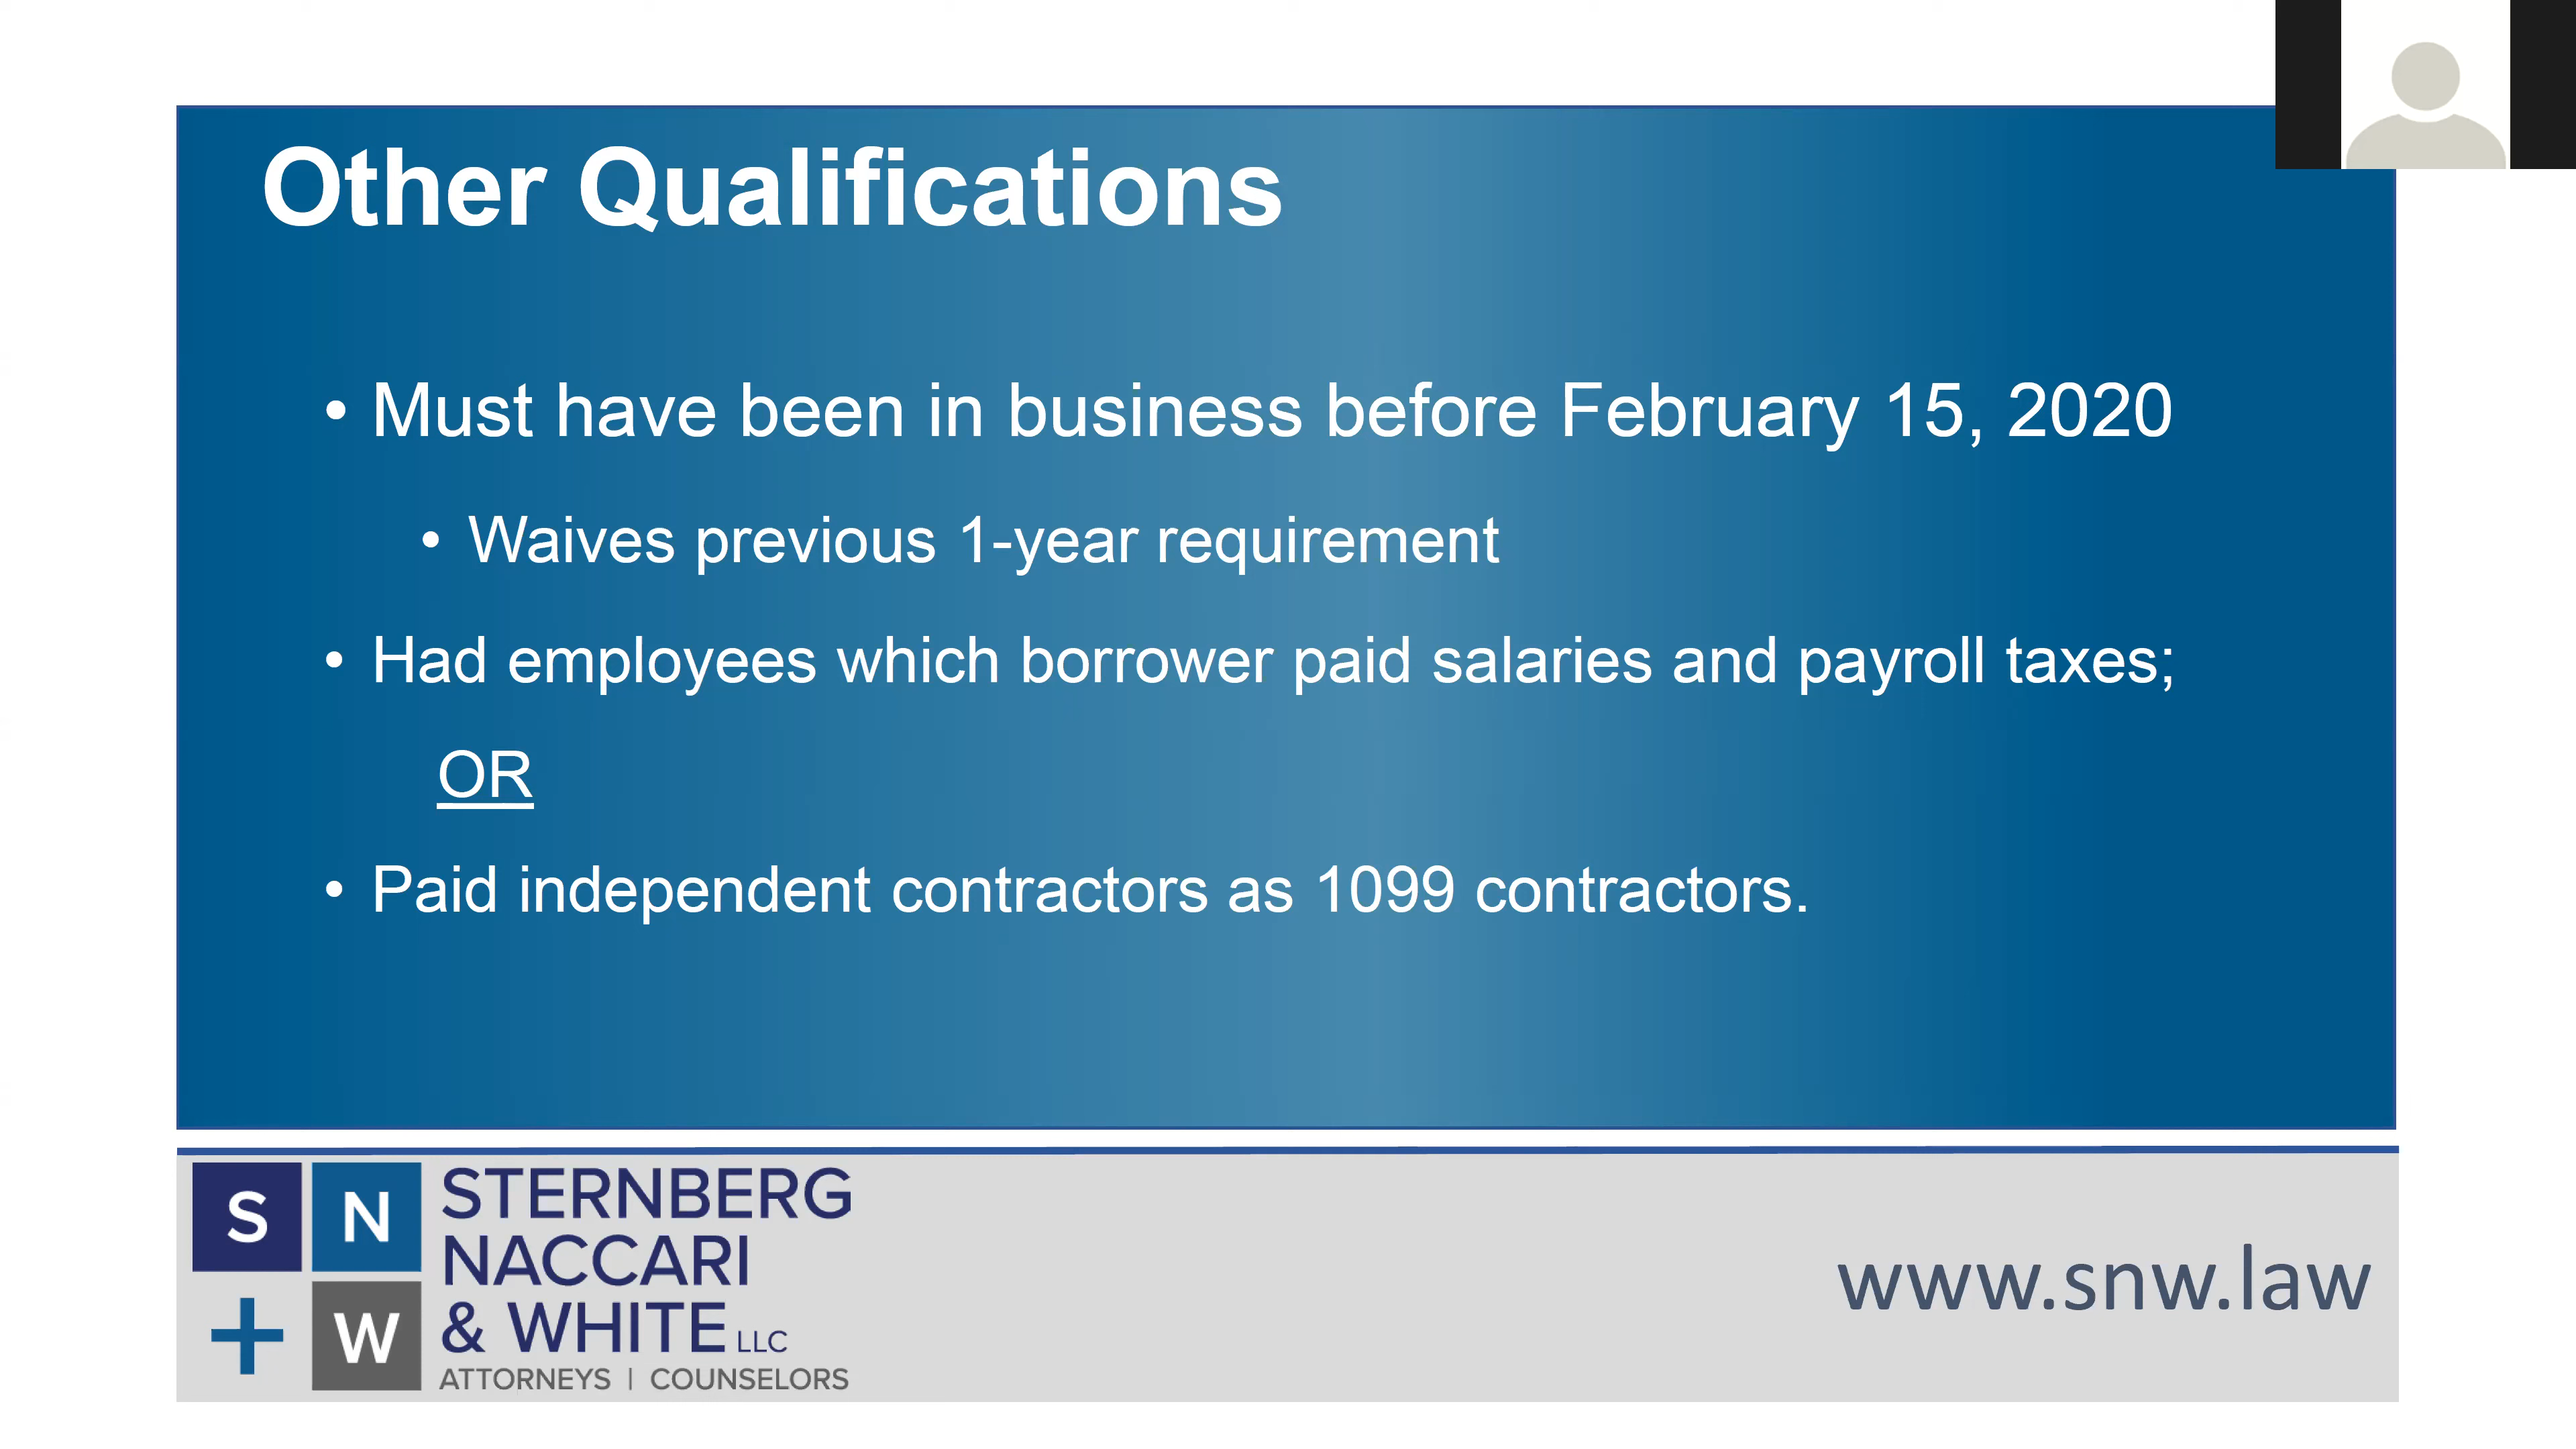 Other Qualifications
• Must have been in business before February 15, 2020
• Waives previous 1-year requirement
• Had employees which borrower paid salaries and payroll taxes;
OR
• Paid independent contractors as 1099 contractors.
S N
+ W
STERNBERG
NACCARI
& WHITE LLC
ATTORNEYS | COUNSELORS
www.snw.law